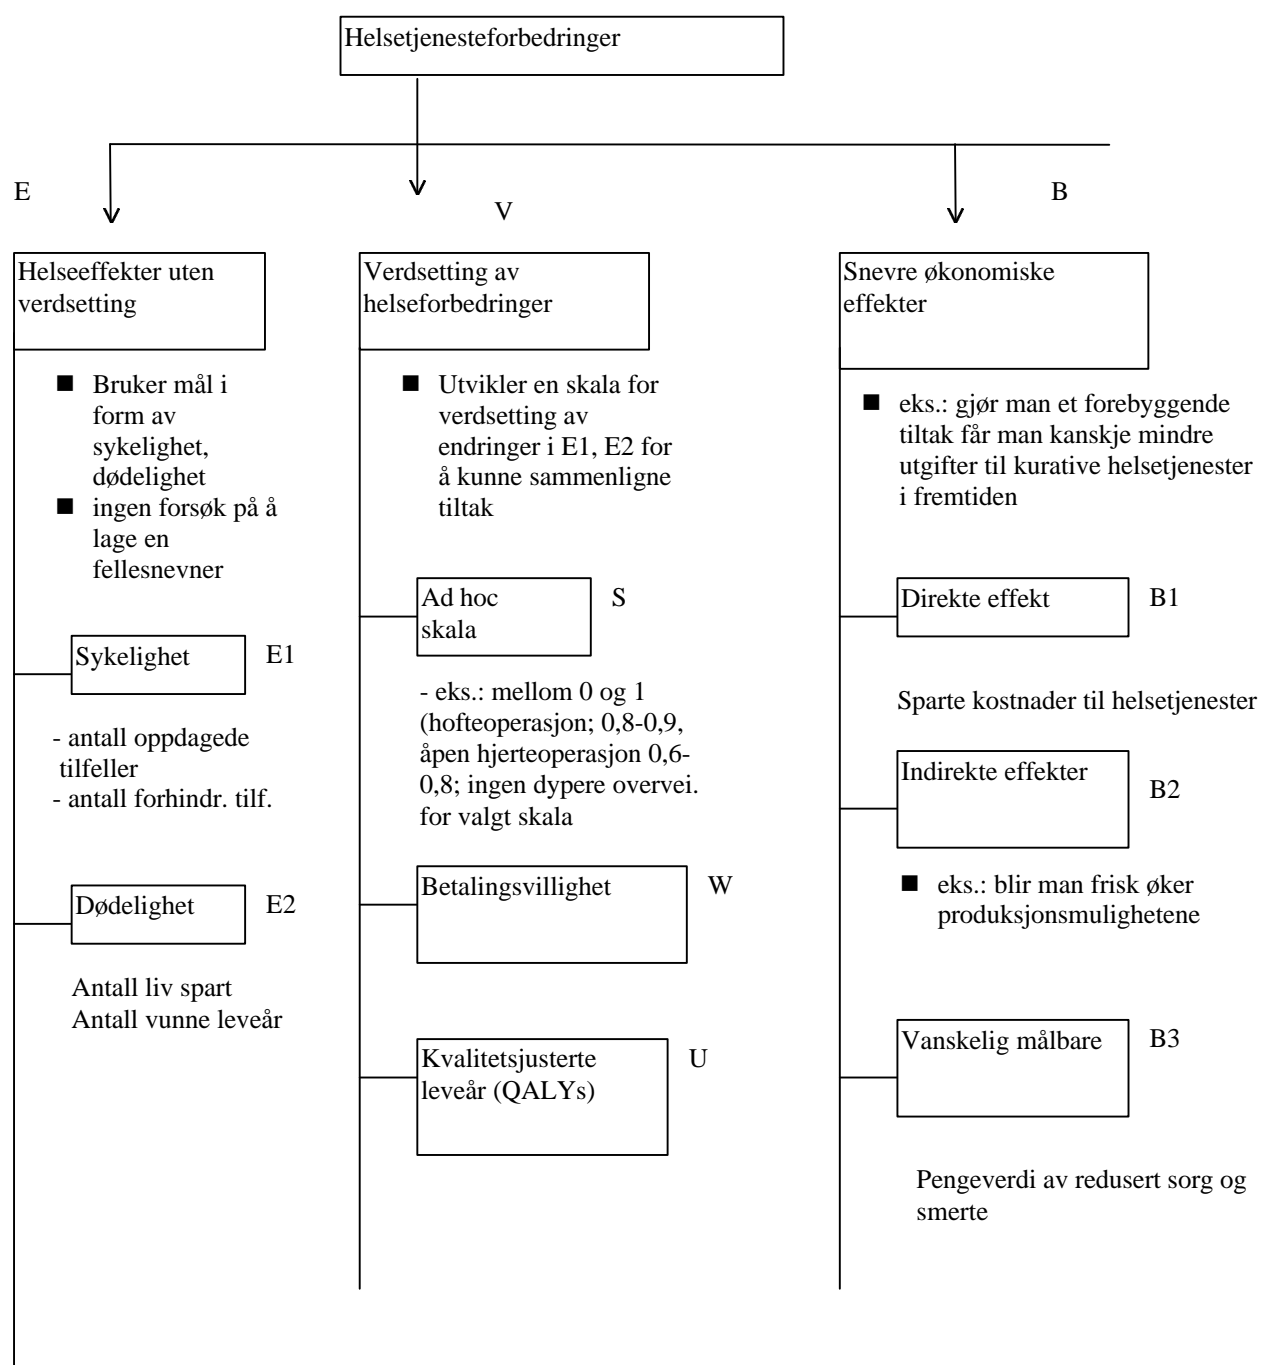 Helsetjenesteforbedringer
E
V
B
Helseeffekter uten
verdsetting
■ Bruker mål i
form av
sykelighet,
dødelighet
■ ingen forsøk på å
lage en
fellesnevner
Sykelighet
E1
- antall oppdagede
tilfeller
- antall forhindr. tilf.
Dødelighet
E2
Antall liv spart
Antall vunne leveår
Verdsetting av
helseforbedringer
■ Utvikler en skala for
verdsetting av
endringer i E1, E2 for
å kunne sammenligne
tiltak
Ad hoc
skala
S
- eks.: mellom 0 og 1
(hofteoperasjon; 0,8-0,9,
åpen hjerteoperasjon 0,6-
0,8; ingen dypere overvei.
for valgt skala
Betalingsvillighet
W
Kvalitetsjusterte
leveår (QALYs)
U
Snevre økonomiske
effekter
■ eks.: gjør man et forebyggende
tiltak får man kanskje mindre
utgifter til kurative helsetjenester
i fremtiden
Direkte effekt
B1
Sparte kostnader til helsetjenester
Indirekte effekter
B2
■ eks.: blir man frisk øker
produksjonsmulighetene
Vanskelig målbare
B3
Pengeverdi av redusert sorg og
smerte